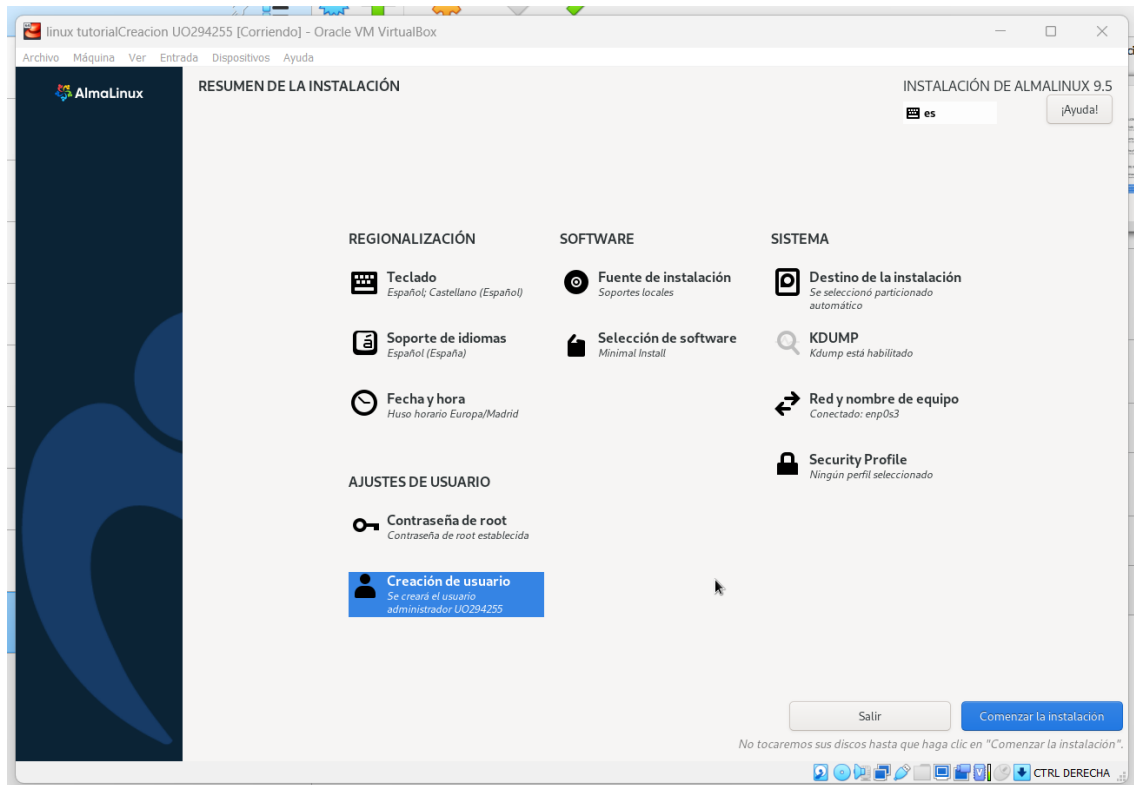 linux tutorialCreacion UO294255 [Corriendo] - Oracle VM VirtualBox
Archivo Máquina Ver Entrada Dispositivos Ayuda
AlmaLinux
RESUMEN DE LA INSTALACIÓN
INSTALACIÓN DE ALMALINUX 9.5
es
¡Ayuda!
REGIONALIZACIÓN
Teclado
Español; Castellano (Español)
Soporte de idiomas
Español (España)
Fecha y hora
Huso horario Europa/Madrid
SOFTWARE
Fuente de instalación
Soportes locales
Selección de software
Minimal Install
SISTEMA
Destino de la instalación
Se seleccionó particionado
automático
KDUMP
Kdump está habilitado
Red y nombre de equipo
Conectado: enp0s3
Security Profile
Ningún perfil seleccionado
AJUSTES DE USUARIO
Contraseña de root
Contraseña de root establecida
Creación de usuario
Se creará el usuario
administrador UO294255
Salir
Comenzar la instalación
No tocaremos sus discos hasta que haga clic en "Comenzar la instalación".
CTRL DERECHA